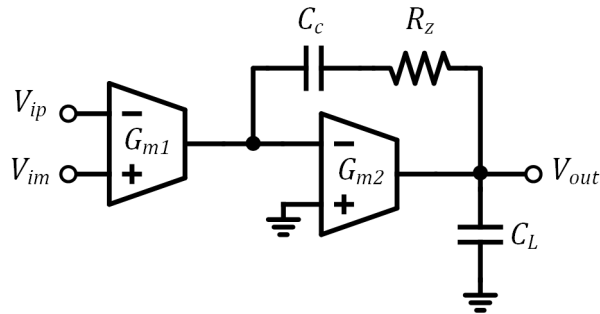 C_c
R_z
V_ip
−
G_m1
V_im
+
−
G_m2
+
V_out
C_L